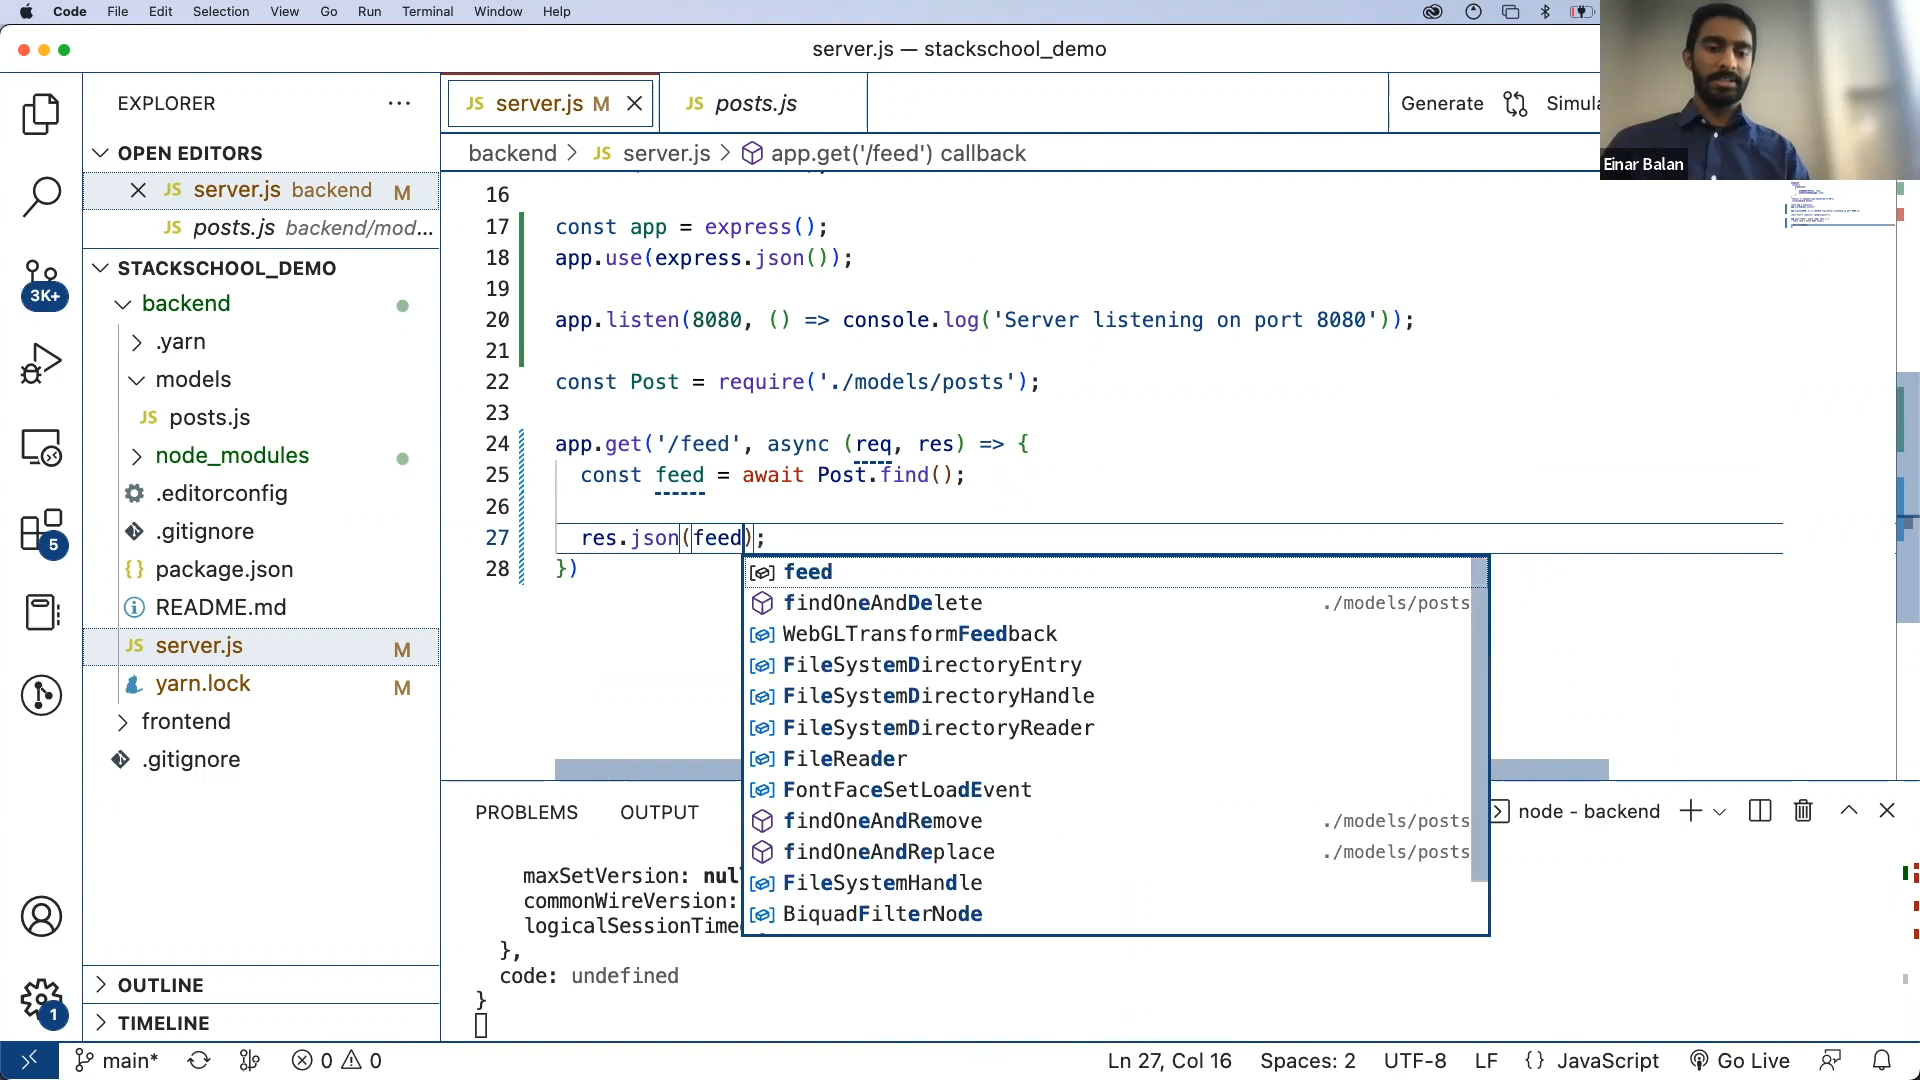 Code File Edit Selection View Go Run Terminal Window Help
server.js — stackschool_demo
EXPLORER
JS server.js M
JS posts.js
Generate
Einar Balan
OPEN EDITORS
backend > JS server.js > app.get('/feed') callback
JS server.js backend M
JS posts.js backend/mod...
STACKSCHOOL_DEMO
backend
.yarn
models
JS posts.js
node_modules
.editorconfig
.gitignore
{} package.json
README.md
JS server.js M
yarn.lock M
frontend
.gitignore
OUTLINE
TIMELINE
3K+
5
1
16
17 const app = express();
18 app.use(express.json());
19
20 app.listen(8080, () => console.log('Server listening on port 8080'));
21
22 const Post = require('./models/posts');
23
24 app.get('/feed', async (req, res) => {
25 const feed = await Post.find();
26
27 res.json(feed);
28 })
feed
findOneAndDelete ./models/posts
WebGLTransformFeedback
FileSystemDirectoryEntry
FileSystemDirectoryHandle
FileSystemDirectoryReader
FileReader
FontFaceSetLoadEvent
findOneAndRemove ./models/posts
findOneAndReplace ./models/posts
FileSystemHandle
BiquadFilterNode
PROBLEMS OUTPUT
node - backend
maxSetVersion: nul
commonWireVersion:
logicalSessionTime
},
code: undefined
}
main* 0 0
Ln 27, Col 16 Spaces: 2 UTF-8 LF {} JavaScript Go Live